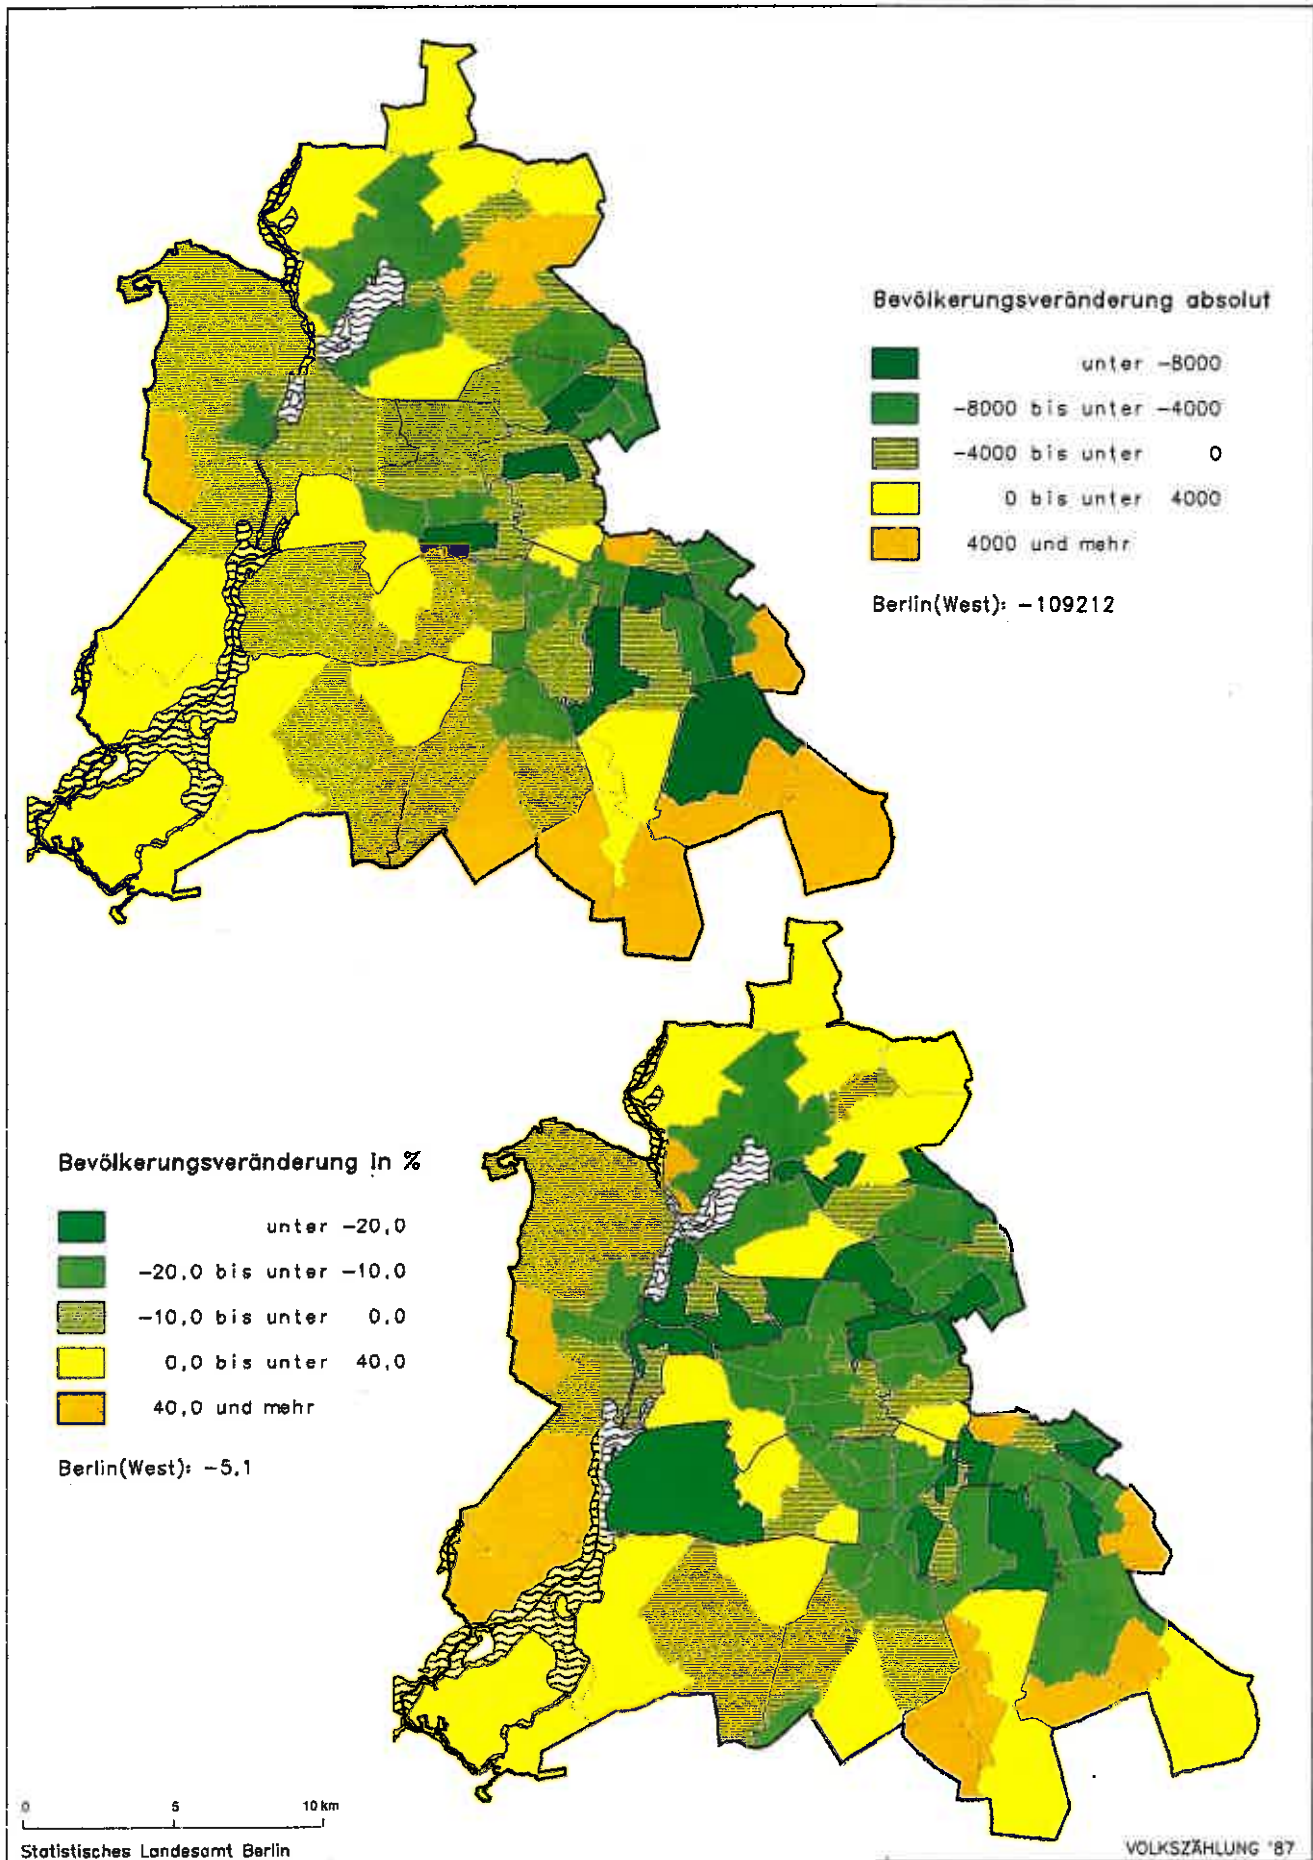 Bevölkerungsveränderung absolut
unter -8000
-8000 bis unter -4000
-4000 bis unter 0
0 bis unter 4000
4000 und mehr
Berlin(West): -109212
Bevölkerungsveränderung in %
unter -20,0
-20,0 bis unter -10,0
-10,0 bis unter 0,0
0,0 bis unter 40,0
40,0 und mehr
Berlin(West): -5,1
0 5 10 km
Statistisches Landesamt Berlin
VOLKSZÄHLUNG '87